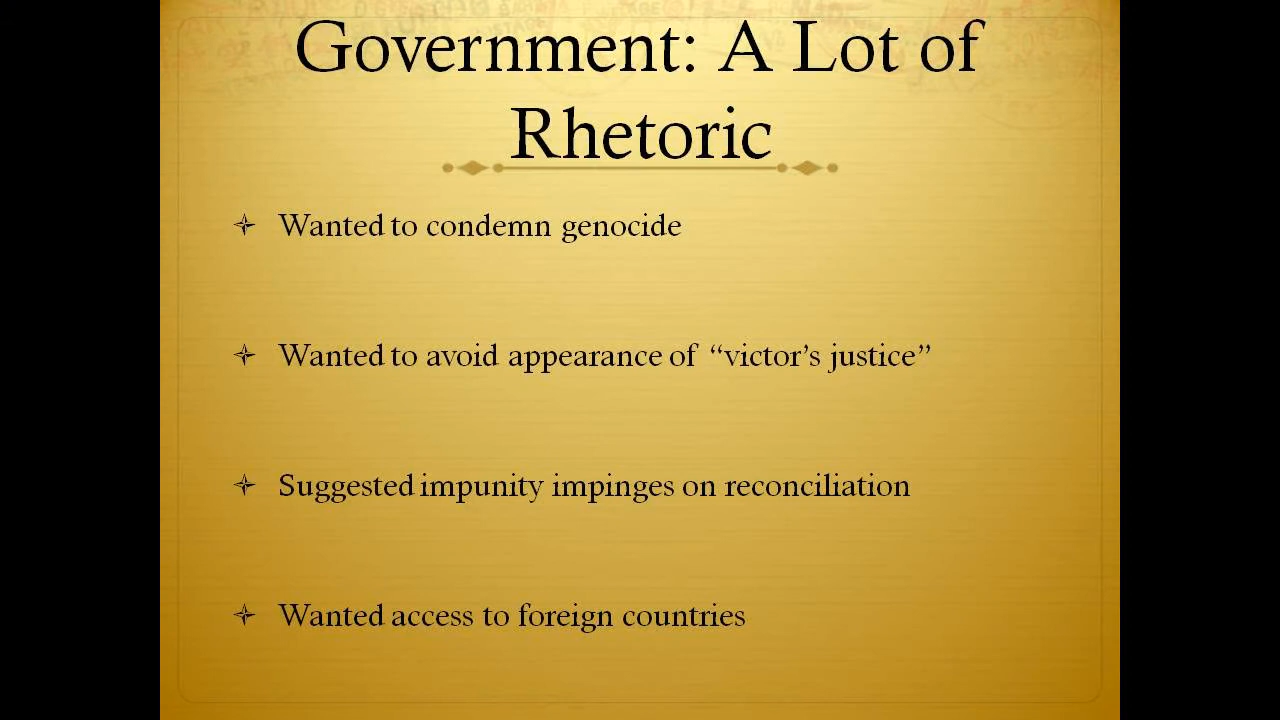 Government: A Lot of
Rhetoric
Wanted to condemn genocide
Wanted to avoid appearance of “victor’s justice”
Suggested impunity impinges on reconciliation
Wanted access to foreign countries